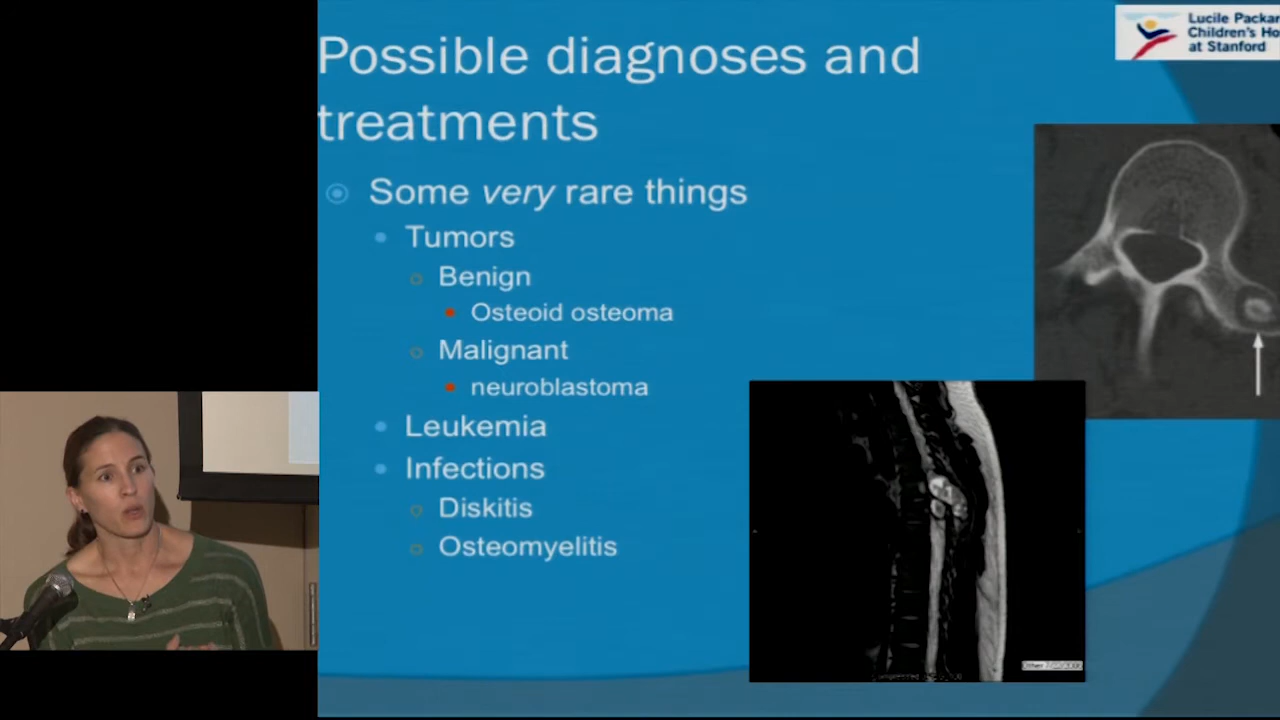 Possible diagnoses and
treatments
Lucile Packar
Children's Ho
at Stanford
Some very rare things
Tumors
Benign
Osteoid osteoma
Malignant
neuroblastoma
Leukemia
Infections
Diskitis
Osteomyelitis